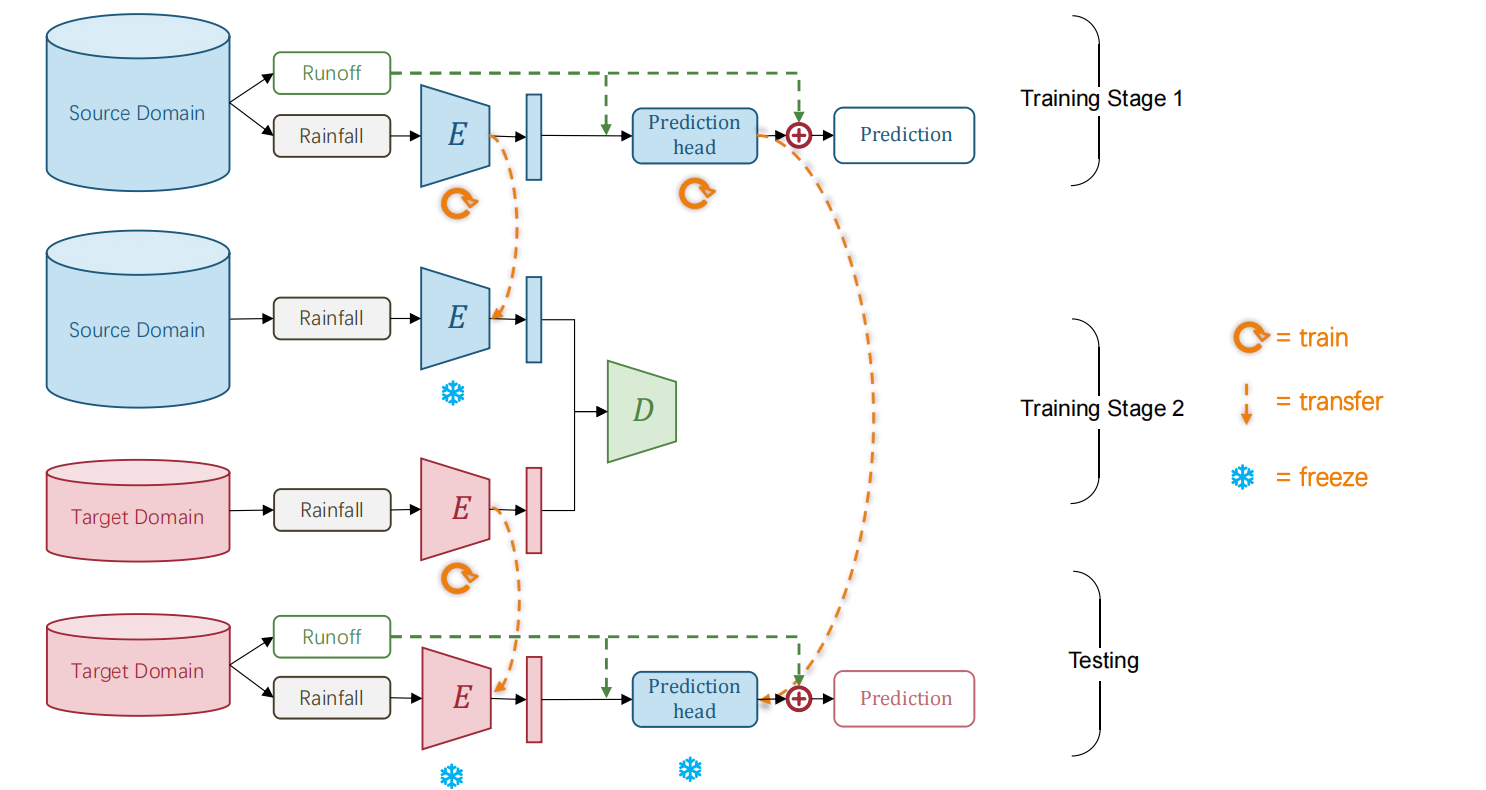 Source Domain
Runoff
Rainfall
E
Prediction
head
Prediction
Training Stage 1
Source Domain
Rainfall
E
D
Training Stage 2
= train
= transfer
= freeze
Target Domain
Rainfall
E
Target Domain
Runoff
Rainfall
E
Prediction
head
Prediction
Testing